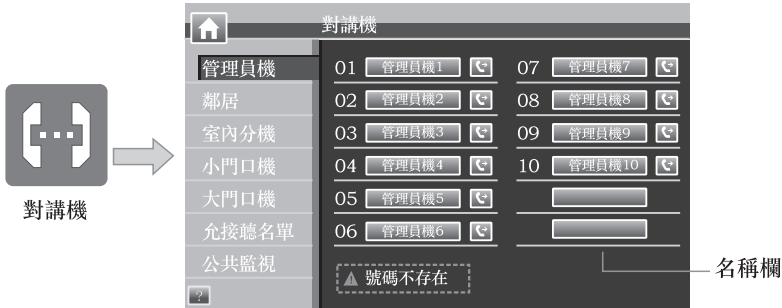 對講機
對講機
管理員機
鄰居
室內分機
小門口機
大門口機
允接聽名單
公共監視
?
01 管理員機1
02 管理員機2
03 管理員機3
04 管理員機4
05 管理員機5
06 管理員機6
07 管理員機7
08 管理員機8
09 管理員機9
10 管理員機10
號碼不存在
名稱欄